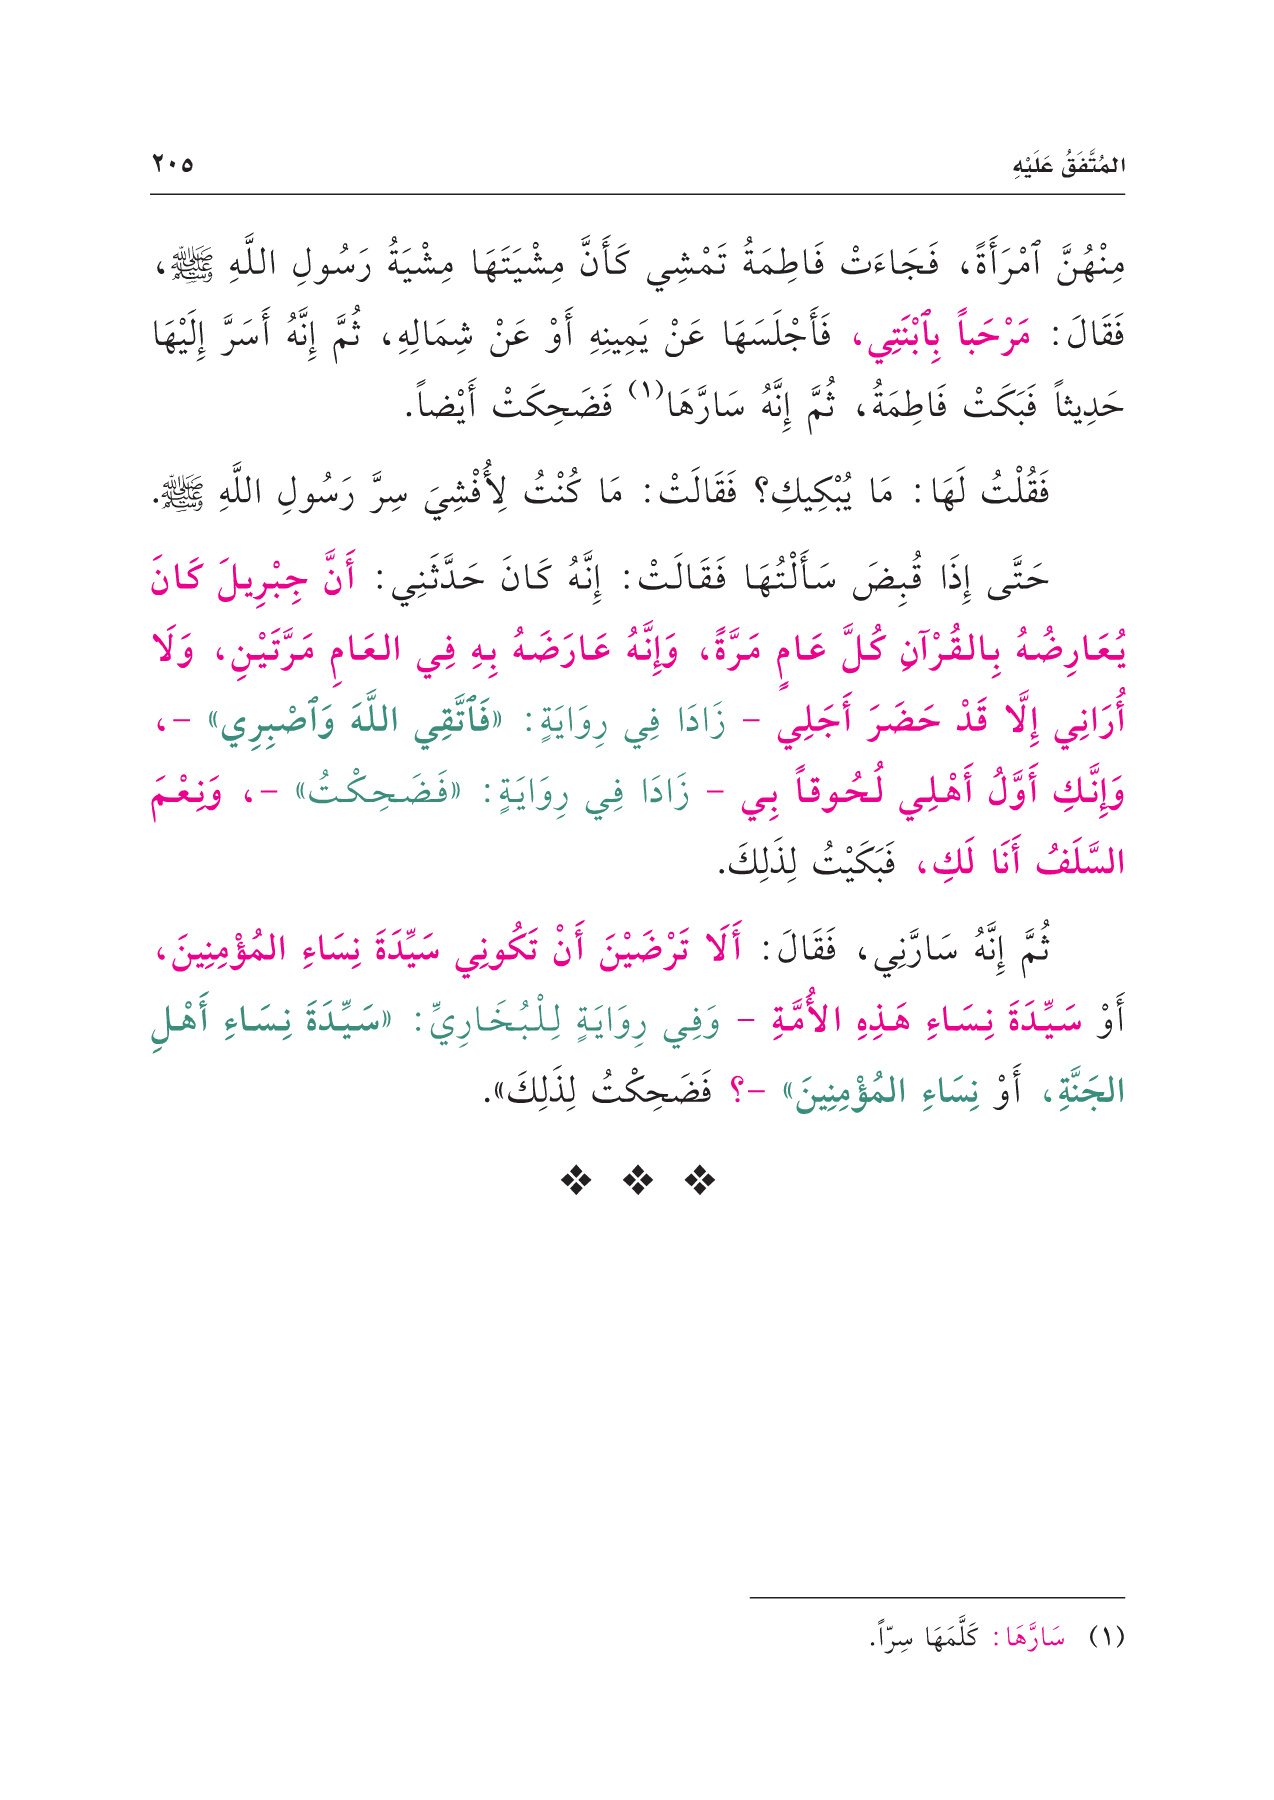 المُتَّفَقُ عَلَيْهِ ٢٠٥
مِنْهُنَّ ٱمْرَأَةً، فَجَاءَتْ فَاطِمَةُ تَمْشِي كَأَنَّ مِشْيَتَهَا مِشْيَةُ رَسُولِ اللَّهِ ﷺ،
فَقَالَ: مَرْحَباً بِٱبْنَتِي، فَأَجْلَسَهَا عَنْ يَمِينِهِ أَوْ عَنْ شِمَالِهِ، ثُمَّ إِنَّهُ أَسَرَّ إِلَيْهَا
حَدِيثاً فَبَكَتْ فَاطِمَةُ، ثُمَّ إِنَّهُ سَارَّهَا(١) فَضَحِكَتْ أَيْضاً.
فَقُلْتُ لَهَا: مَا يُبْكِيكِ؟ فَقَالَتْ: مَا كُنْتُ لِأُفْشِيَ سِرَّ رَسُولِ اللَّهِ ﷺ.
حَتَّى إِذَا قُبِضَ سَأَلْتُهَا فَقَالَتْ: إِنَّهُ كَانَ حَدَّثَنِي: أَنَّ جِبْرِيلَ كَانَ
يُعَارِضُهُ بِالقُرْآنِ كُلَّ عَامٍ مَرَّةً، وَإِنَّهُ عَارَضَهُ بِهِ فِي العَامِ مَرَّتَيْنِ، وَلَا
أُرَانِي إِلَّا قَدْ حَضَرَ أَجَلِي - زَادَا فِي رِوَايَةٍ: «فَٱتَّقِي اللَّهَ وَٱصْبِرِي» -،
وَإِنَّكِ أَوَّلُ أَهْلِي لُحُوقاً بِي - زَادَا فِي رِوَايَةٍ: «فَضَحِكْتُ» -، وَنِعْمَ
السَّلَفُ أَنَا لَكِ، فَبَكَيْتُ لِذَلِكَ.
ثُمَّ إِنَّهُ سَارَّنِي، فَقَالَ: أَلَا تَرْضَيْنَ أَنْ تَكُونِي سَيِّدَةَ نِسَاءِ المُؤْمِنِينَ،
أَوْ سَيِّدَةَ نِسَاءِ هَذِهِ الأُمَّةِ - وَفِي رِوَايَةٍ لِلْبُخَارِيِّ: «سَيِّدَةَ نِسَاءِ أَهْلِ
الجَنَّةِ، أَوْ نِسَاءِ المُؤْمِنِينَ» -؟ فَضَحِكْتُ لِذَلِكَ».
(١) سَارَّهَا: كَلَّمَهَا سِرّاً.